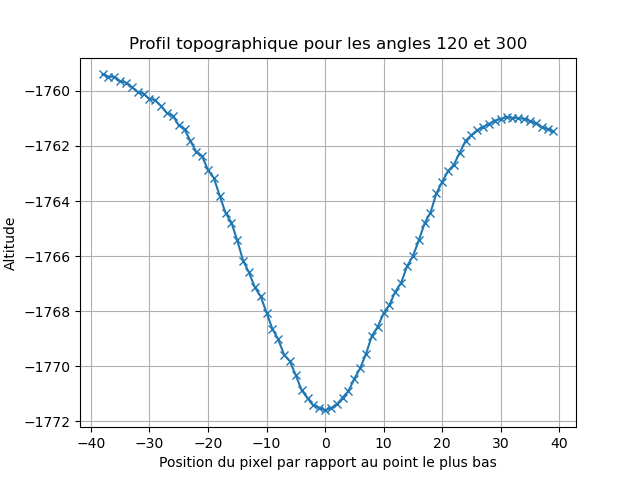 Profil topographique pour les angles 120 et 300
−1760
−1762
−1764
−1766
−1768
−1770
−1772
Altitude
−40 −30 −20 −10 0 10 20 30 40
Position du pixel par rapport au point le plus bas